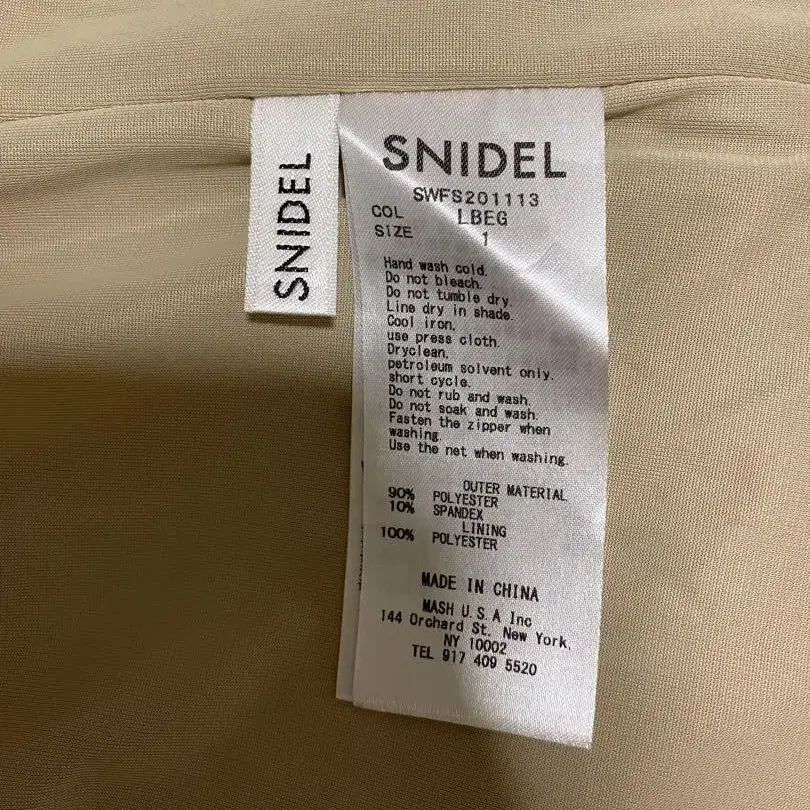 SNIDEL
SNIDEL
SWFS201113
COL LBEG
SIZE 1
Hand wash cold.
Do not bleach.
Do not tumble dry.
Line dry in shade.
Cool iron,
use press cloth.
Dryclean,
petroleum solvent only.
short cycle.
Do not rub and wash.
Do not soak and wash.
Fasten the zipper when
washing.
Use the net when washing.
OUTER MATERIAL
90% POLYESTER
10% SPANDEX
LINING
100% POLYESTER
MADE IN CHINA
MASH U.S.A Inc
144 Orchard St. New York,
NY 10002
TEL 917 409 5520